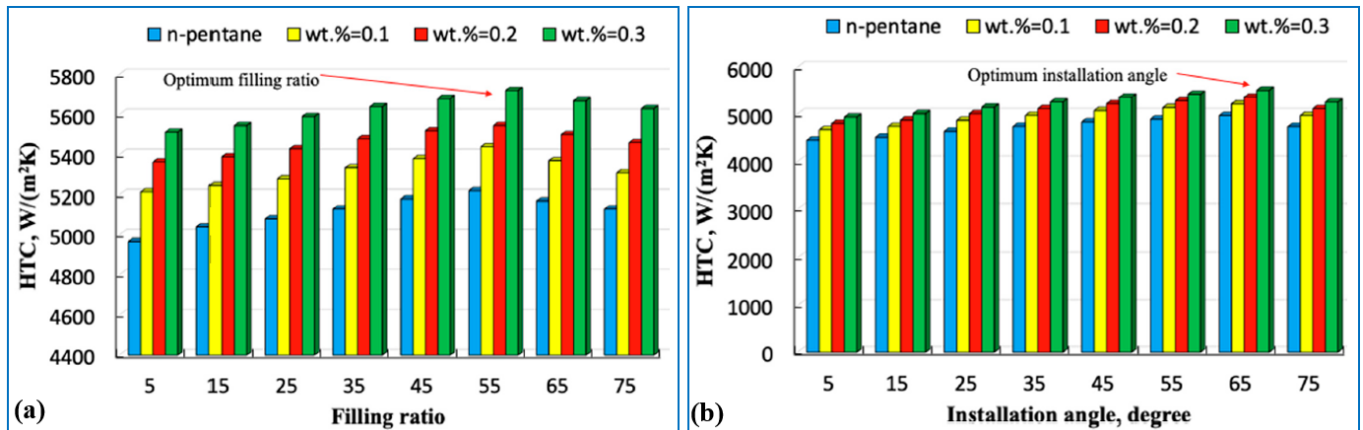 n-pentane wt.%=0.1 wt.%=0.2 wt.%=0.3
Optimum filling ratio
5800
5600
5400
5200
5000
4800
4600
4400
HTC, W/(m²K)
5 15 25 35 45 55 65 75
Filling ratio
(a)
n-pentane wt.%=0.1 wt.%=0.2 wt.%=0.3
Optimum installation angle
6000
5000
4000
3000
2000
1000
0
HTC, W/(m²K)
5 15 25 35 45 55 65 75
Installation angle, degree
(b)